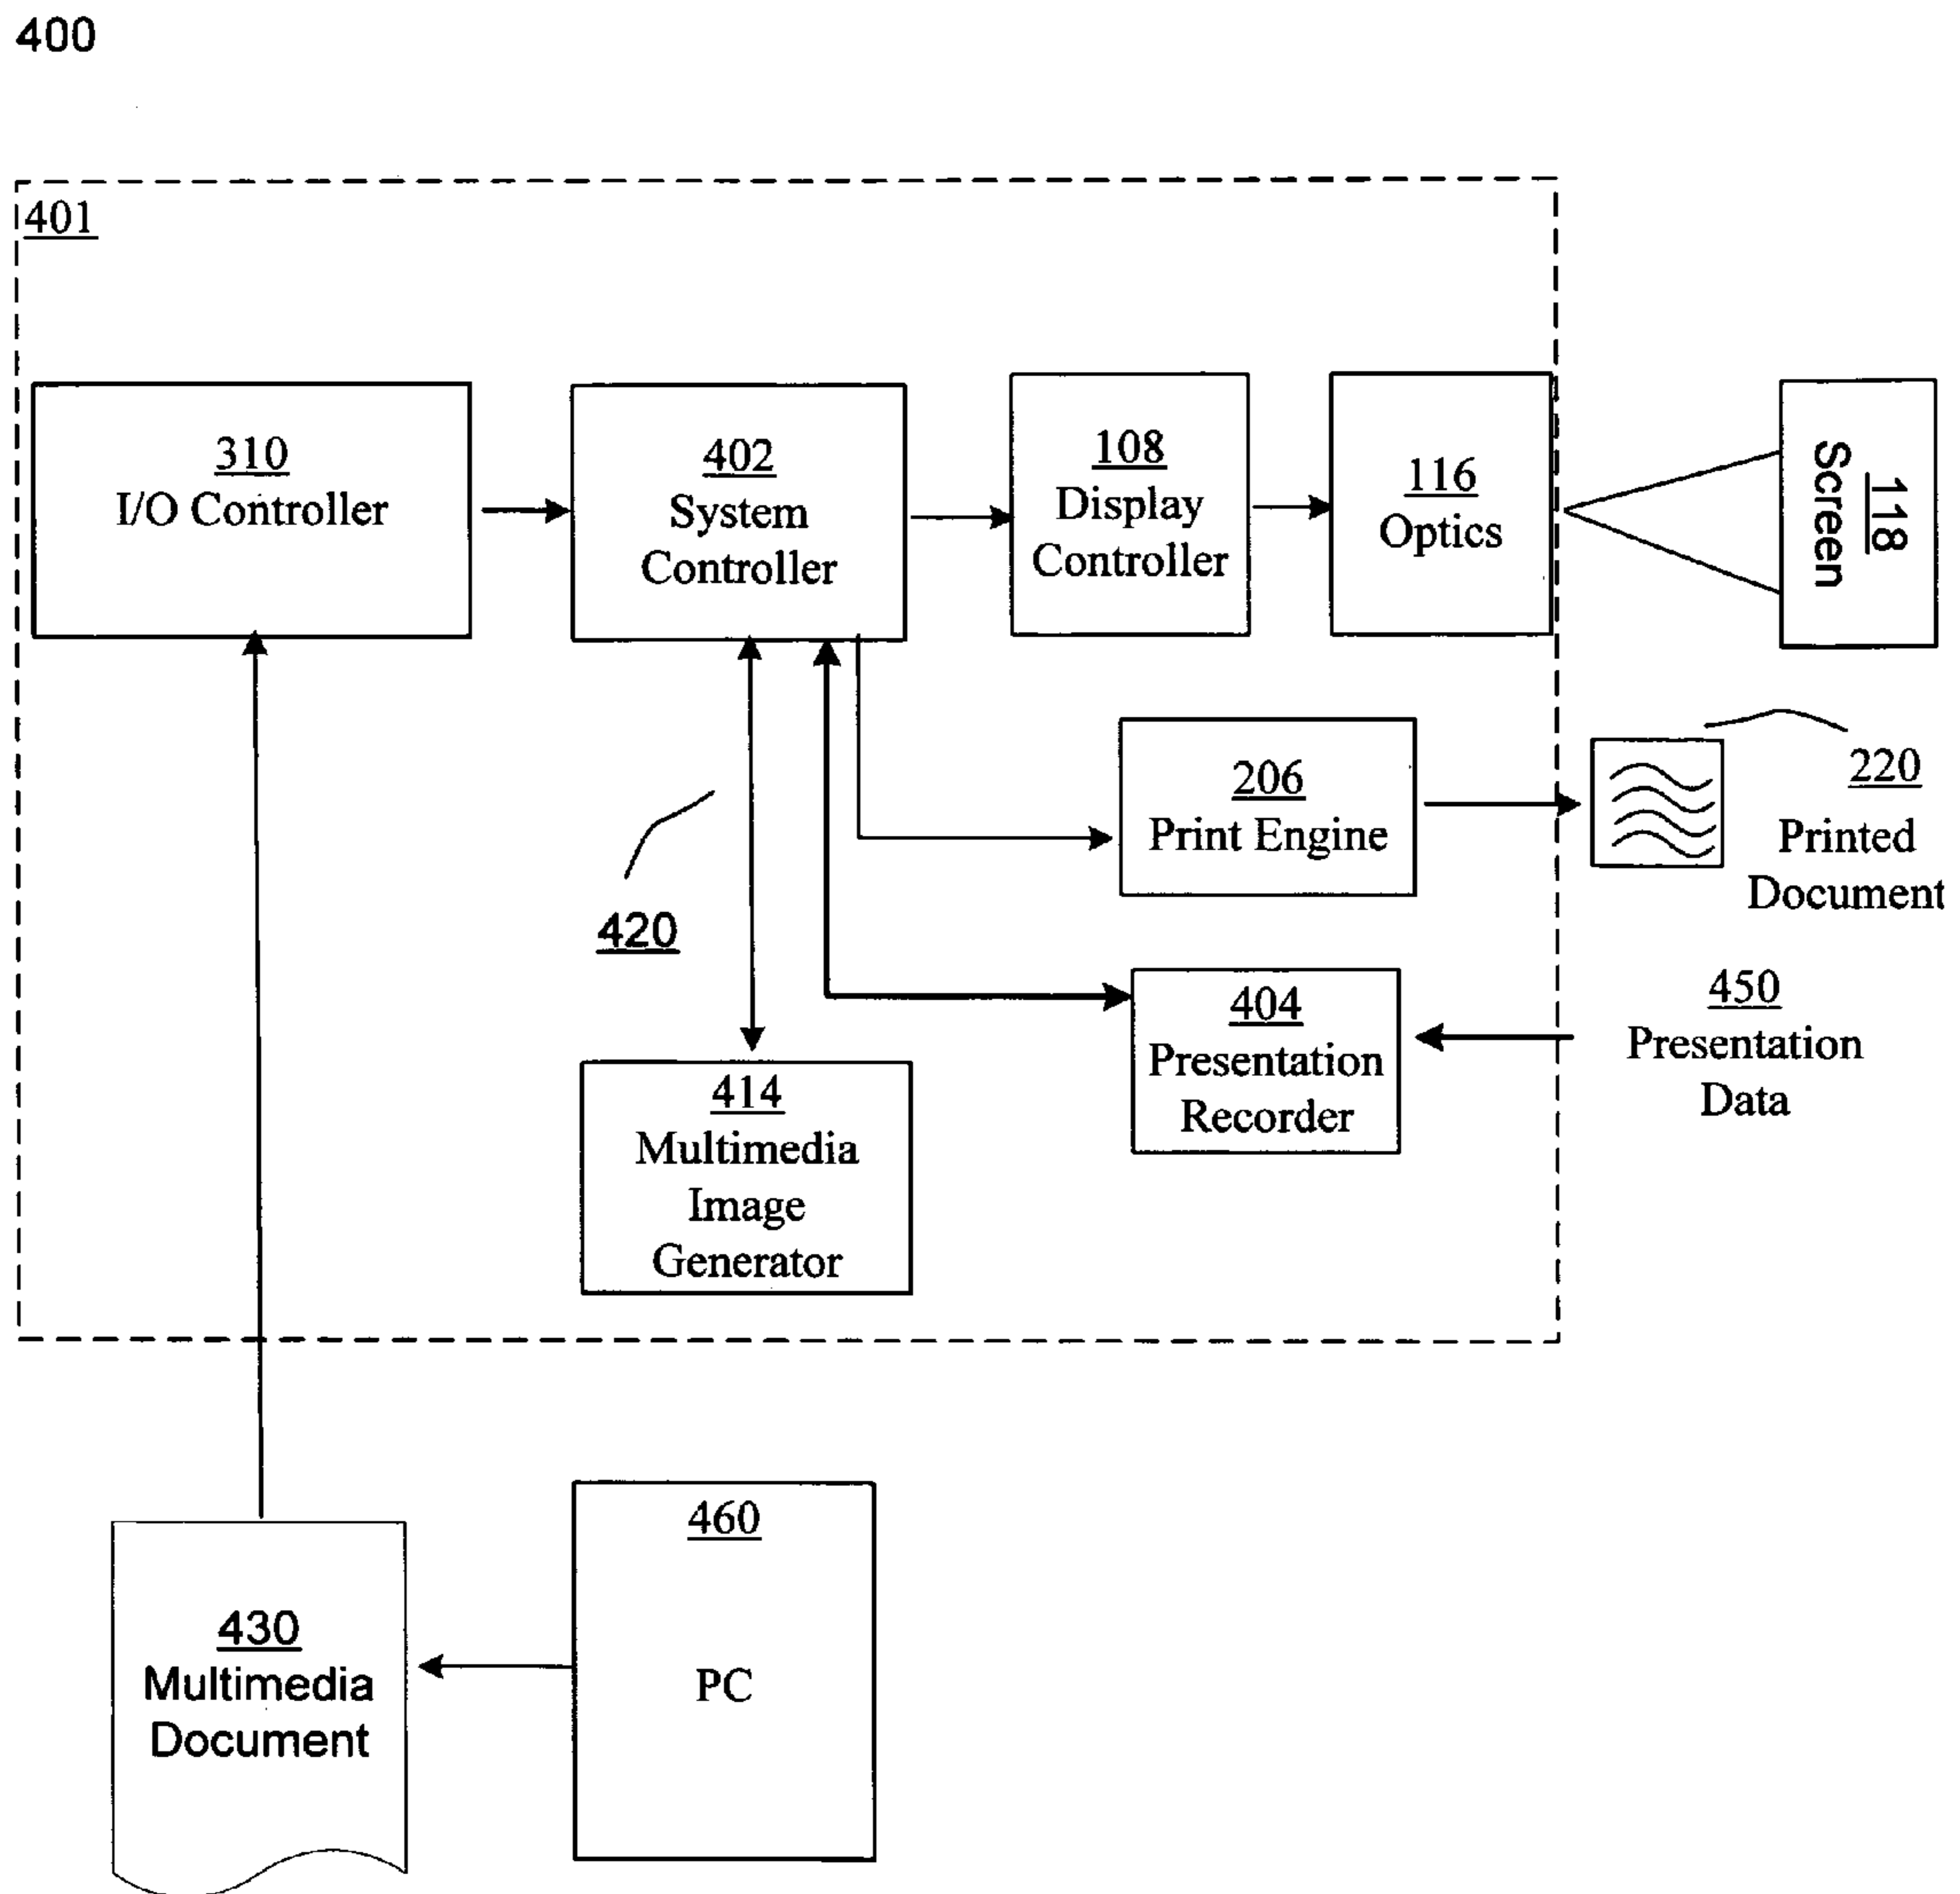 400
401
310
I/O Controller
402
System
Controller
108
Display
Controller
116
Optics
118
Screen
206
Print Engine
220
Printed
Document
420
404
Presentation
Recorder
450
Presentation
Data
414
Multimedia
Image
Generator
430
Multimedia
Document
460
PC